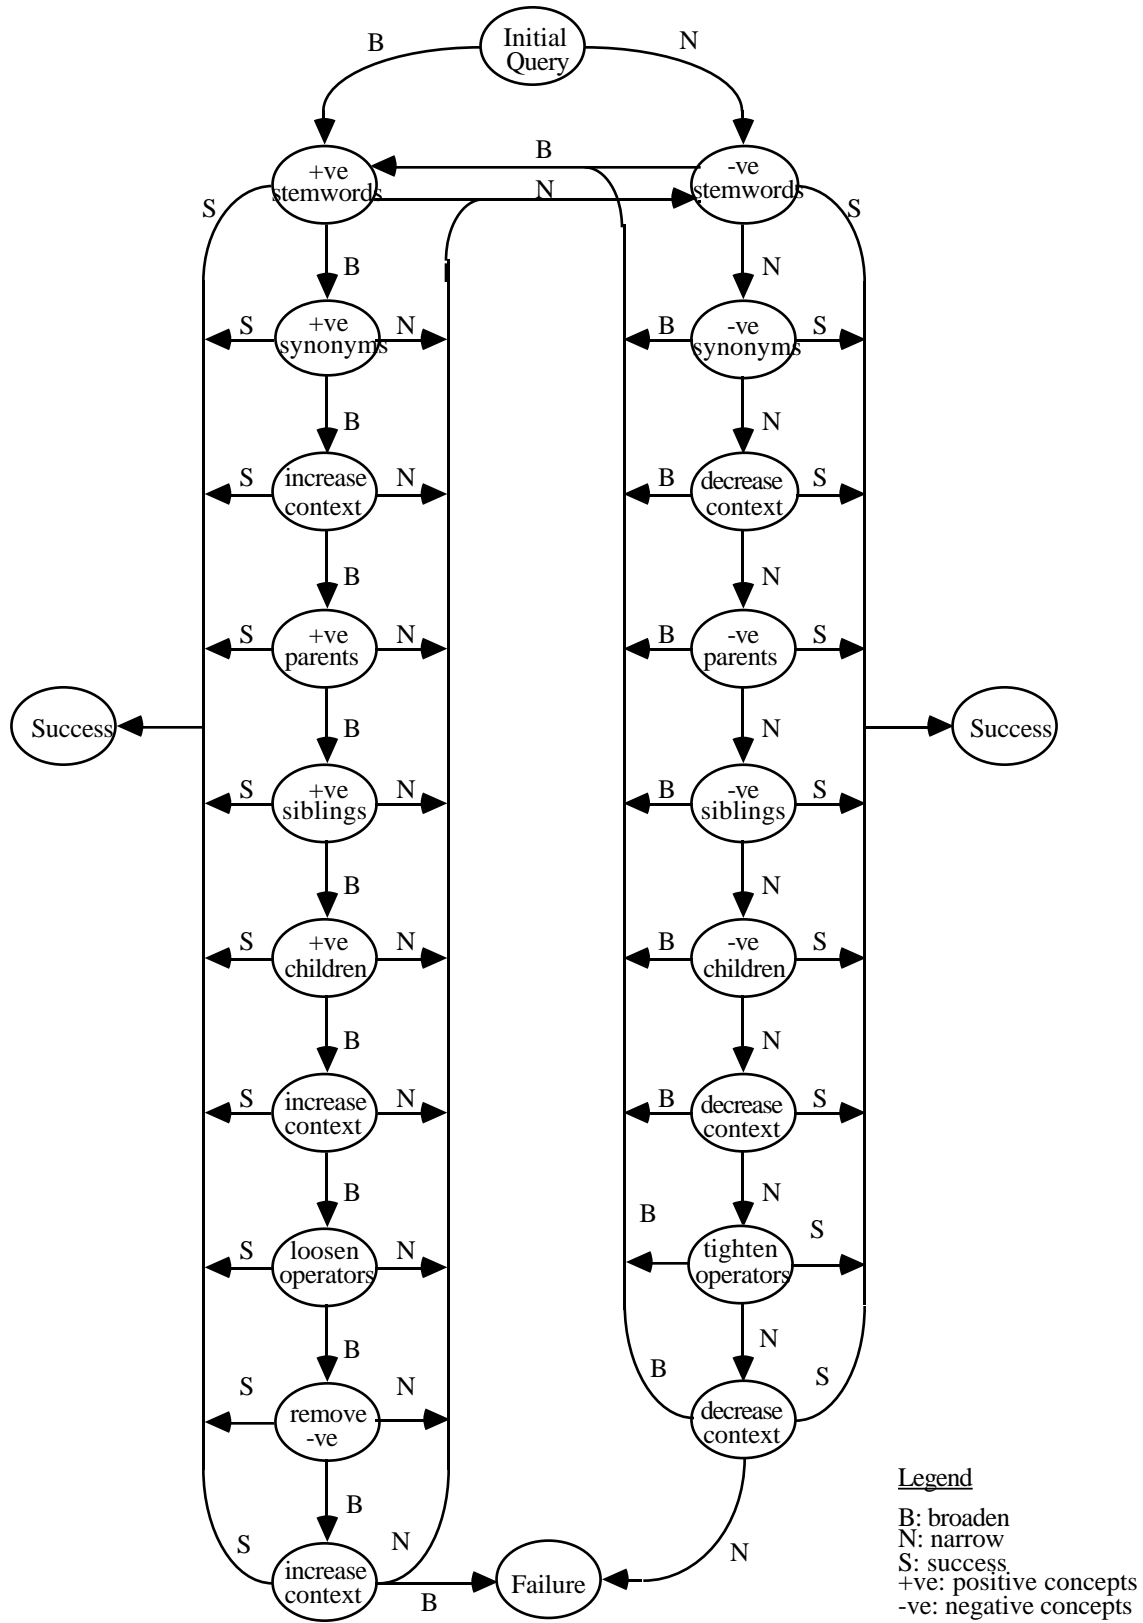 Initial
Query
B
N
+ve
stemwords
B
N
-ve
stemwords
S
S
B
N
S
+ve
synonyms
N
B
-ve
synonyms
S
B
N
S
increase
context
N
B
decrease
context
S
B
N
S
+ve
parents
N
B
-ve
parents
S
Success
B
N
Success
S
+ve
siblings
N
B
-ve
siblings
S
B
N
S
+ve
children
N
B
-ve
children
S
B
N
S
increase
context
N
B
decrease
context
S
B
N
S
loosen
operators
N
B
tighten
operators
S
B
N
S
remove
-ve
N
B
decrease
context
S
B
S
increase
context
N
B
Failure
N
Legend
B: broaden
N: narrow
S: success
+ve: positive concepts
-ve: negative concepts